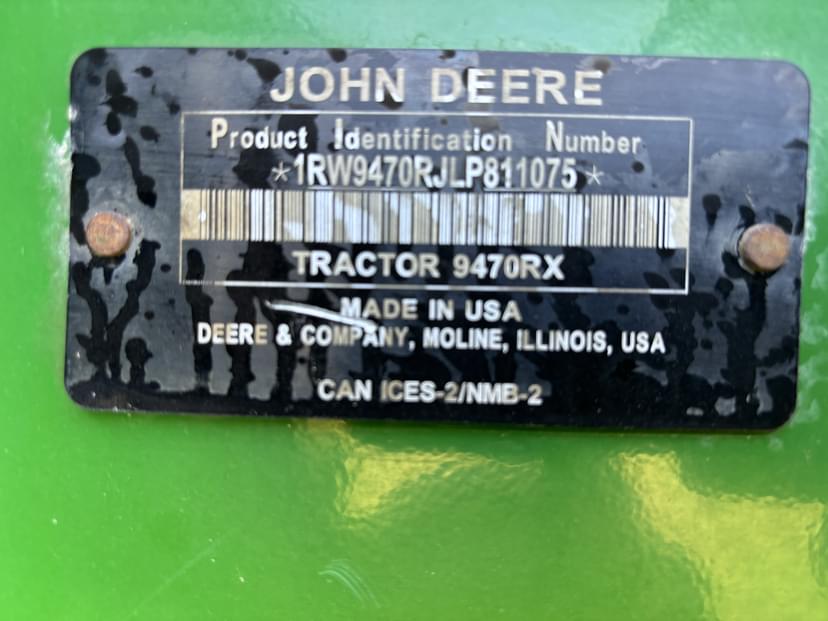 JOHN DEERE
Product Identification Number
*1RW9470RJLP811075*
TRACTOR 9470RX
MADE IN USA
DEERE & COMPANY, MOLINE, ILLINOIS, USA
CAN ICES-2/NMB-2